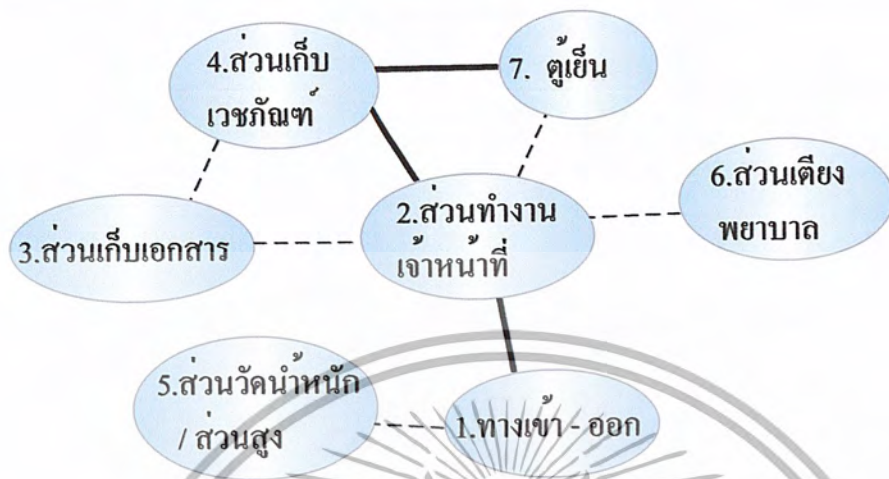 4.ส่วนเก็บ
เวชภัณฑ์
7. ตู้เย็น
6.ส่วนเตียง
พยาบาล
2.ส่วนทำงาน
เจ้าหน้าที่
3.ส่วนเก็บเอกสาร
5.ส่วนวัดน้ำหนัก
/ ส่วนสูง
1.ทางเข้า - ออก